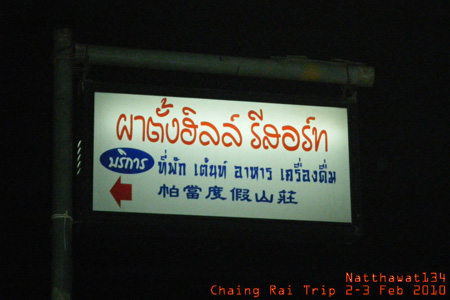 ผาตั้งฮิลล์ รีสอร์ท
บริการ ที่พัก เต็นท์ อาหาร เครื่องดื่ม
帕當度假山莊
Natthawat134
Chaing Rai Trip 2-3 Feb 2010